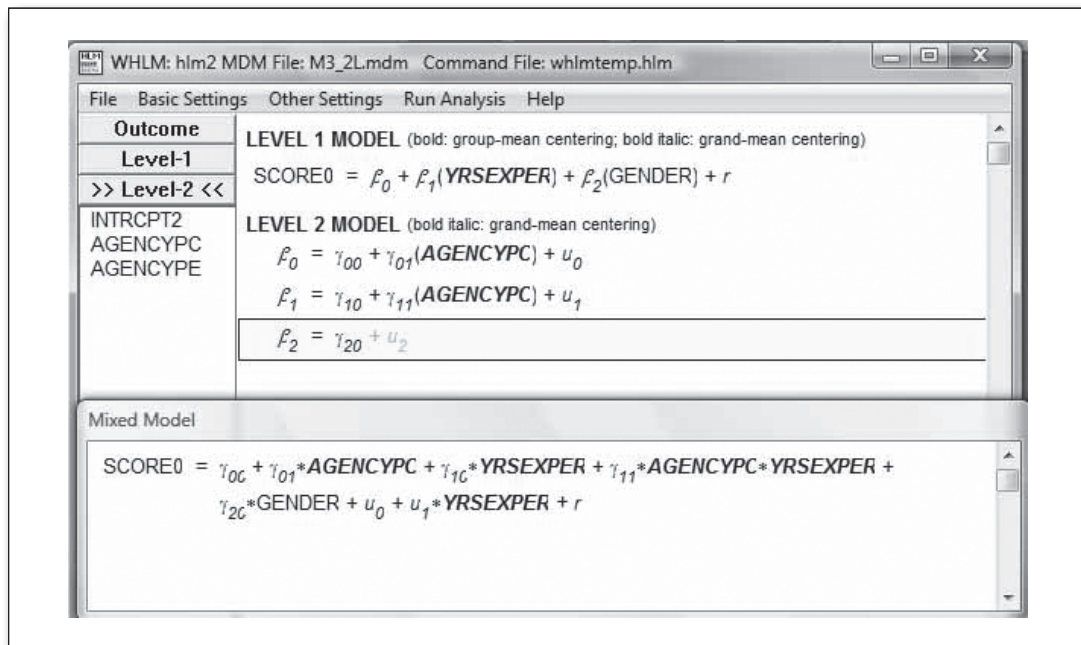 WHLM: hlm2 MDM File: M3_2L.mdm Command File: whlmtemp.hlm
File Basic Settings Other Settings Run Analysis Help
Outcome
Level-1
>> Level-2 <<
INTRCPT2
AGENCYPC
AGENCYPE
LEVEL 1 MODEL (bold: group-mean centering; bold italic: grand-mean centering)
SCORE0 = β0 + β1(YRSEXPER) + β2(GENDER) + r
LEVEL 2 MODEL (bold italic: grand-mean centering)
β0 = γ00 + γ01(AGENCYPC) + u0
β1 = γ10 + γ11(AGENCYPC) + u1
β2 = γ20 + u2
Mixed Model
SCORE0 = γ00 + γ01*AGENCYPC + γ10*YRSEXPER + γ11*AGENCYPC*YRSEXPER +
γ20*GENDER + u0 + u1*YRSEXPER + r